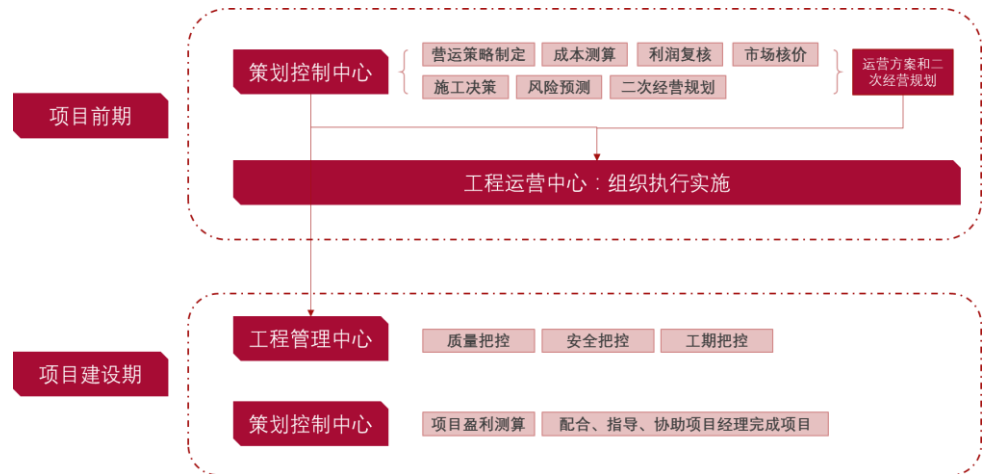 项目前期
策划控制中心
营运策略制定
成本测算
利润复核
市场核价
施工决策
风险预测
二次经营规划
运营方案和二
次经营规划
工程运营中心：组织执行实施
项目建设期
工程管理中心
质量把控
安全把控
工期把控
策划控制中心
项目盈利测算
配合、指导、协助项目经理完成项目